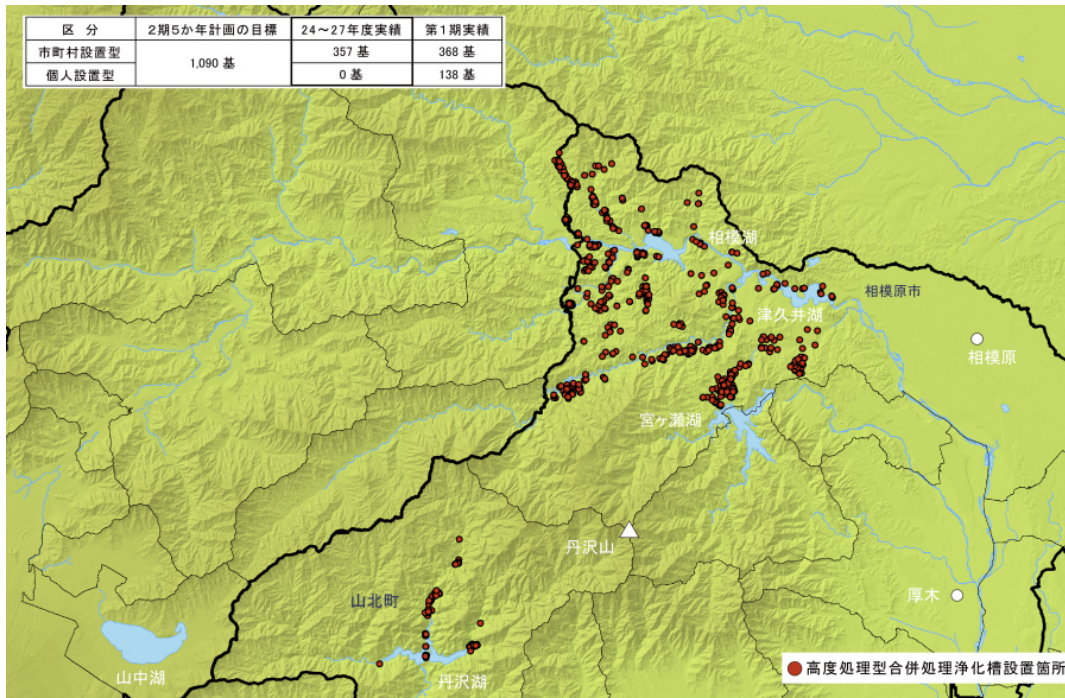 区 分 2期5か年計画の目標 24～27年度実績 第1期実績
市町村設置型 1,090 基 357 基 368 基
個人設置型 0 基 138 基
相模湖
相模原市
津久井湖
相模原
宮ヶ瀬湖
丹沢山
山北町
厚木
山中湖
丹沢湖
高度処理型合併処理浄化槽設置箇所